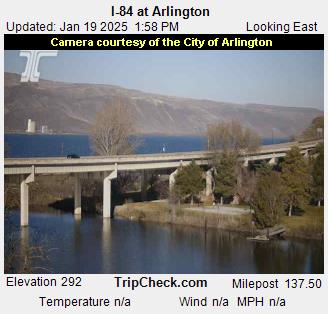 I-84 at Arlington
Updated: Jan 19 2025 1:58 PM Looking East
Camera courtesy of the City of Arlington
Elevation 292 TripCheck.com Milepost 137.50
Temperature n/a Wind n/a MPH n/a